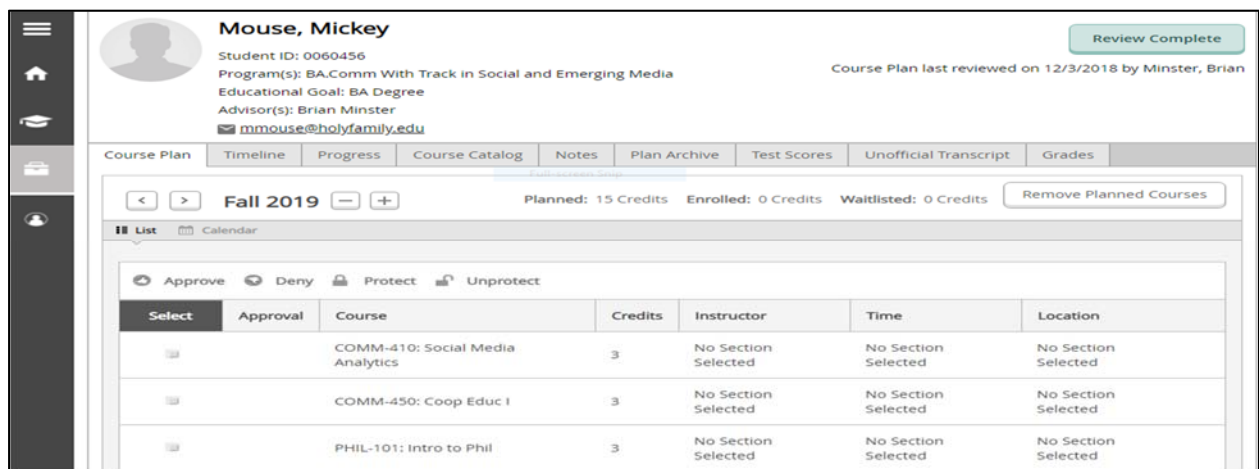 Mouse, Mickey
Review Complete
Student ID: 0060456
Program(s): BA.Comm With Track in Social and Emerging Media
Course Plan last reviewed on 12/3/2018 by Minster, Brian
Educational Goal: BA Degree
Advisor(s): Brian Minster
mmouse@holyfamily.edu
Course Plan Timeline Progress Course Catalog Notes Plan Archive Test Scores Unofficial Transcript Grades
Full-screen Snip
Fall 2019 Planned: 15 Credits Enrolled: 0 Credits Waitlisted: 0 Credits Remove Planned Courses
List Calendar
Approve Deny Protect Unprotect
Select Approval Course Credits Instructor Time Location
COMM-410: Social Media No Section No Section No Section
Analytics 3 Selected Selected Selected
No Section No Section No Section
COMM-450: Coop Educ I 3 Selected Selected Selected
No Section No Section No Section
PHIL-101: Intro to Phil 3 Selected Selected Selected